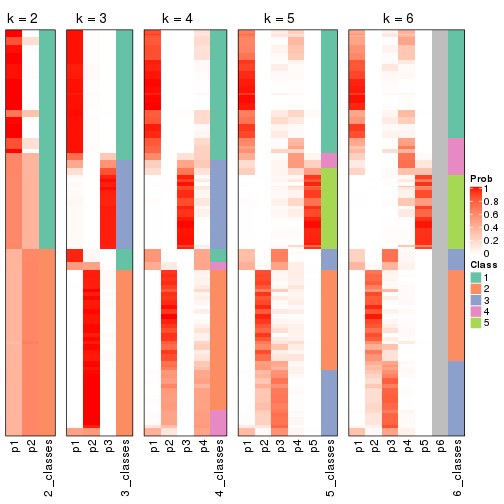 k = 2
k = 3
k = 4
k = 5
k = 6
Prob
1
0.8
0.6
0.4
0.2
0
Class
1
2
3
4
5
p1
p2
2_classes
p1
p2
p3
3_classes
p1
p2
p3
p4
4_classes
p1
p2
p3
p4
p5
5_classes
p1
p2
p3
p4
p5
p6
6_classes